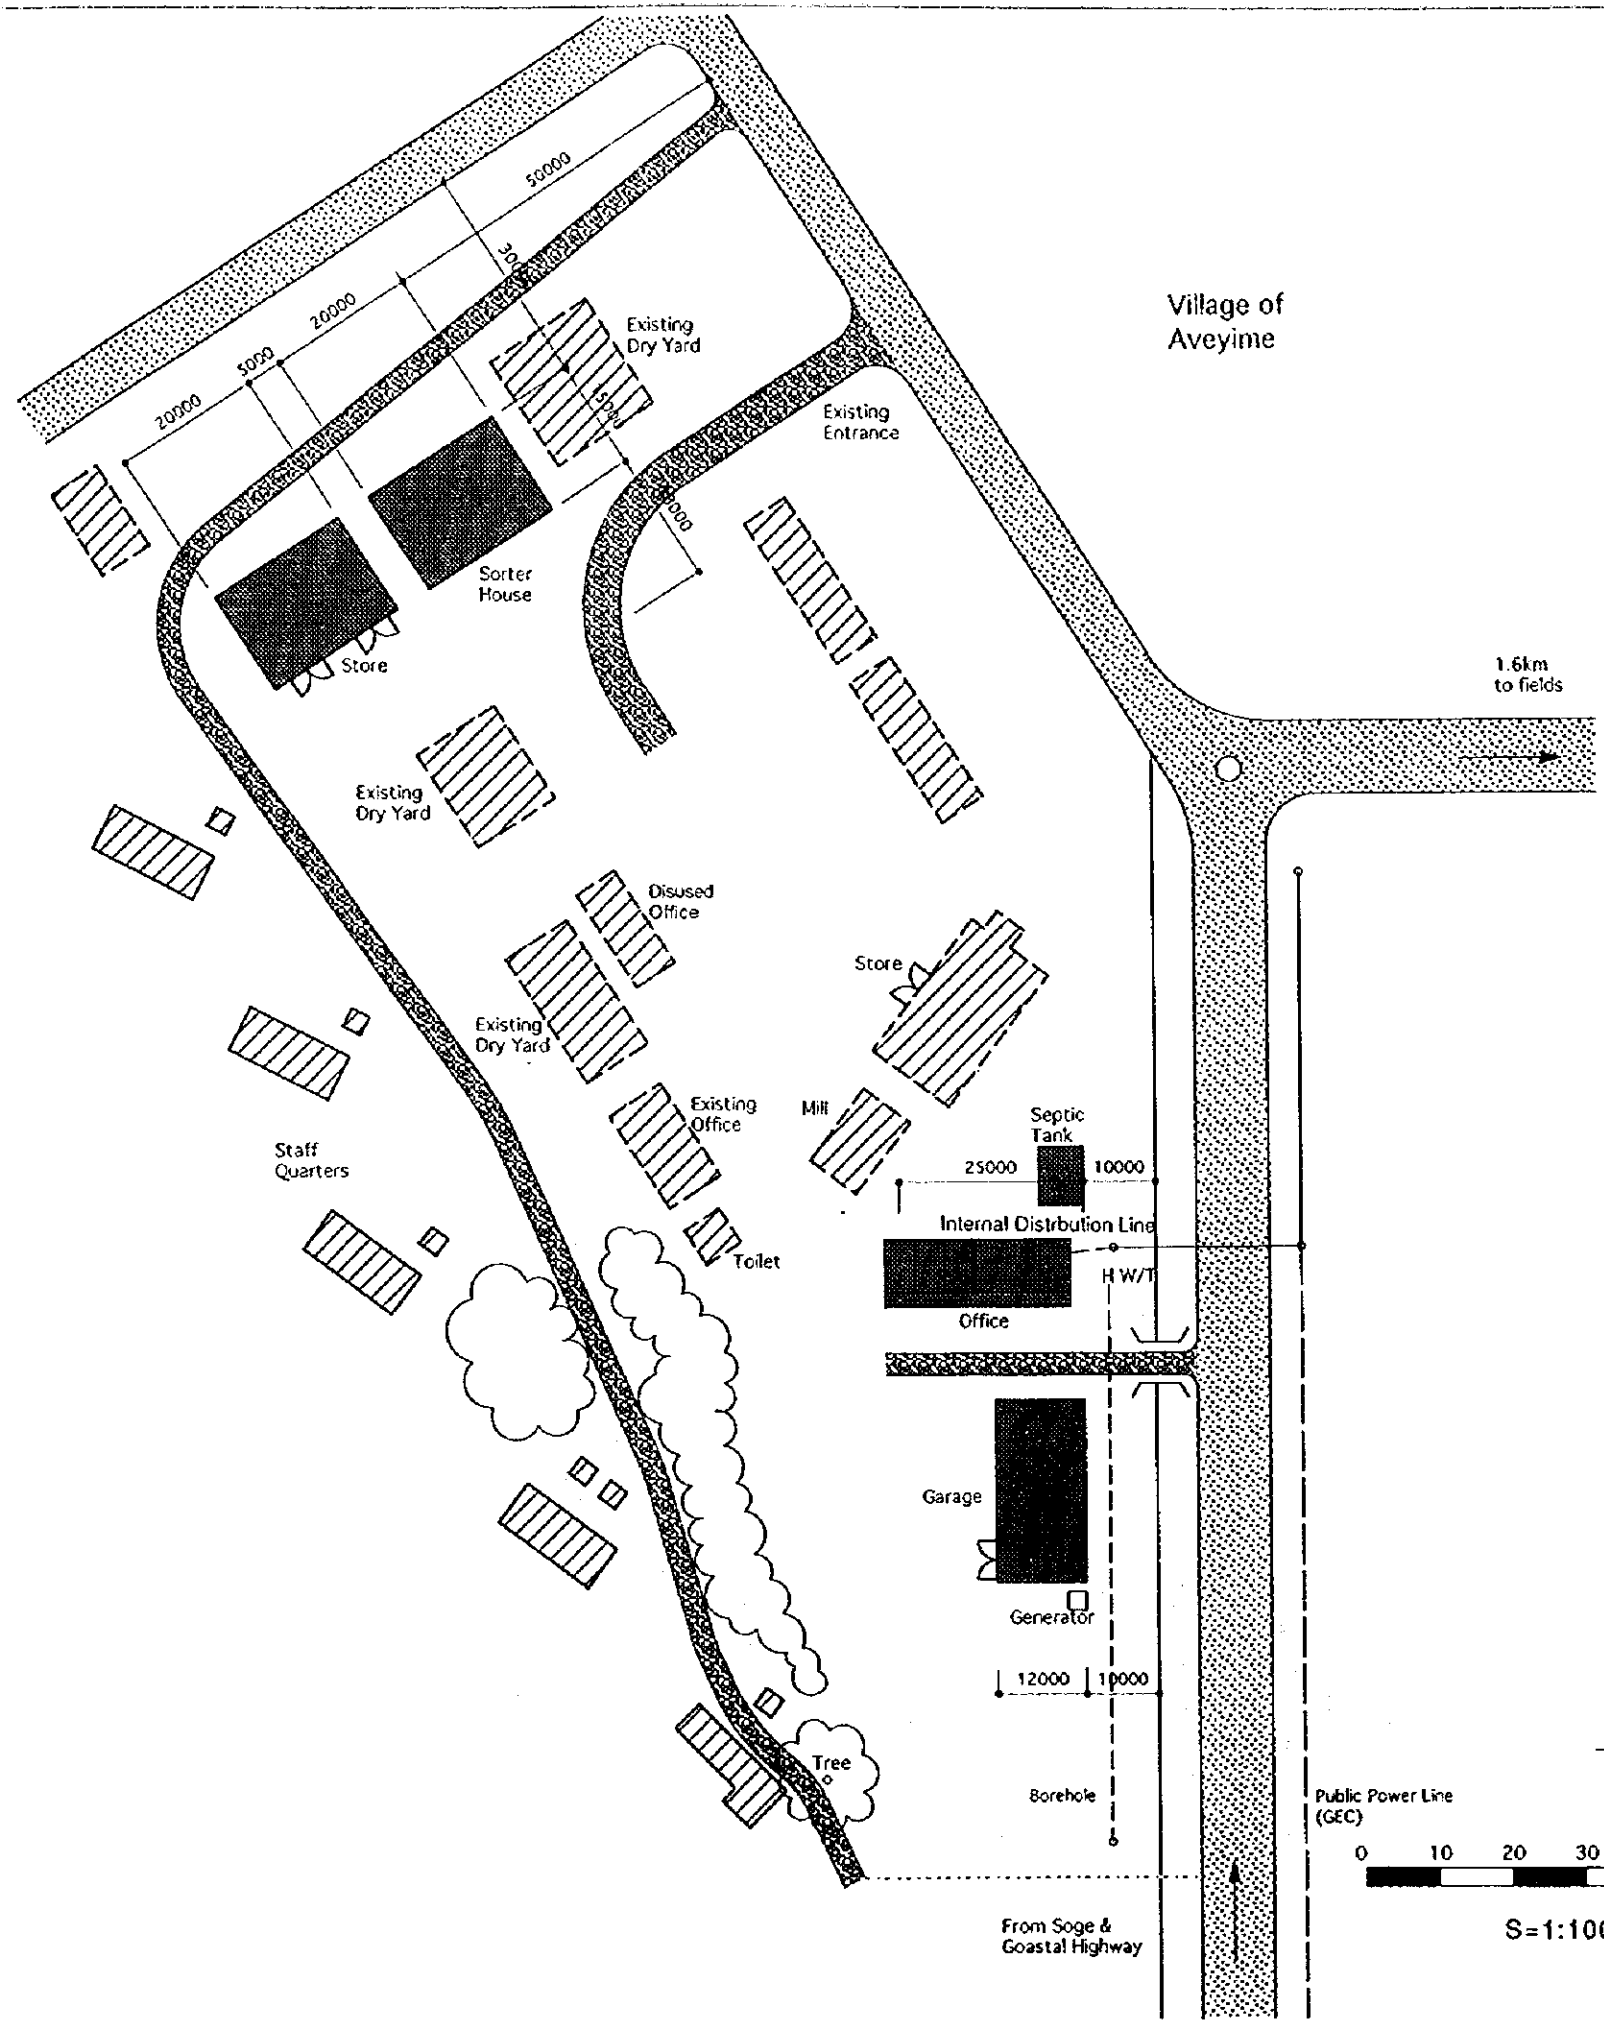 50000
20000
5000
20000
Existing
Dry Yard
Village of
Aveyime
Existing
Entrance
Sorter
House
Store
1.6km
to fields
Existing
Dry Yard
Disused
Office
Store
Existing
Dry Yard
Existing
Office
Mill
Septic
Tank
Staff
Quarters
25000
10000
Internal Distrbution Line
Toilet
H W/T
Office
Garage
Generator
12000
10000
Tree
Borehole
Public Power Line
(GEC)
0 10 20 30
From Soge &
Goastal Highway
S=1:100